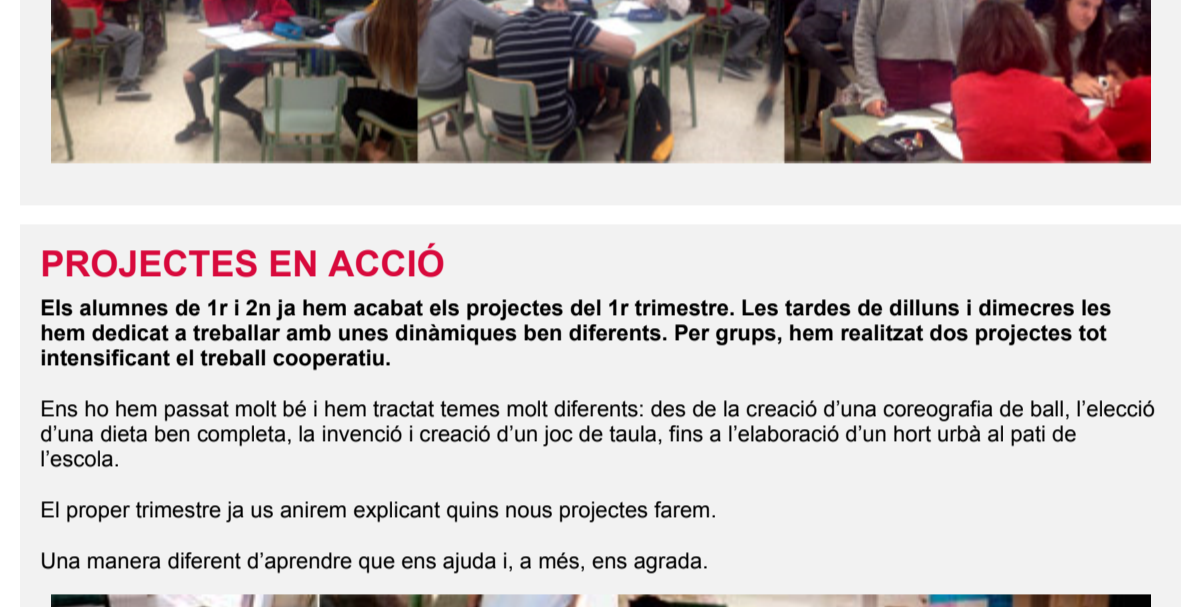 PROJECTES EN ACCIÓ
Els alumnes de 1r i 2n ja hem acabat els projectes del 1r trimestre. Les tardes de dilluns i dimecres les
hem dedicat a treballar amb unes dinàmiques ben diferents. Per grups, hem realitzat dos projectes tot
intensificant el treball cooperatiu.
Ens ho hem passat molt bé i hem tractat temes molt diferents: des de la creació d’una coreografia de ball, l’elecció
d’una dieta ben completa, la invenció i creació d’un joc de taula, fins a l’elaboració d’un hort urbà al pati de
l’escola.
El proper trimestre ja us anirem explicant quins nous projectes farem.
Una manera diferent d’aprendre que ens ajuda i, a més, ens agrada.